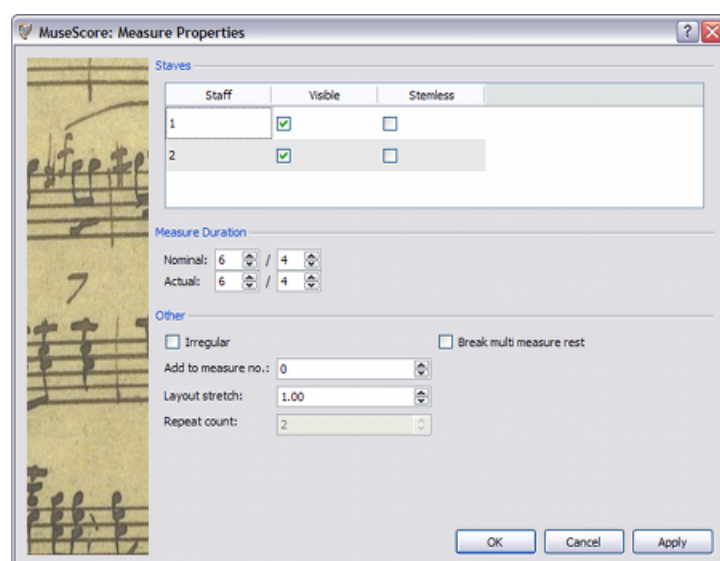 MuseScore: Measure Properties
Staves
Staff Visible Stemless
1
2
Measure Duration
Nominal: 6 / 4
Actual: 6 / 4
Other
Irregular Break multi measure rest
Add to measure no.: 0
Layout stretch: 1.00
Repeat count: 2
OK Cancel Apply
7